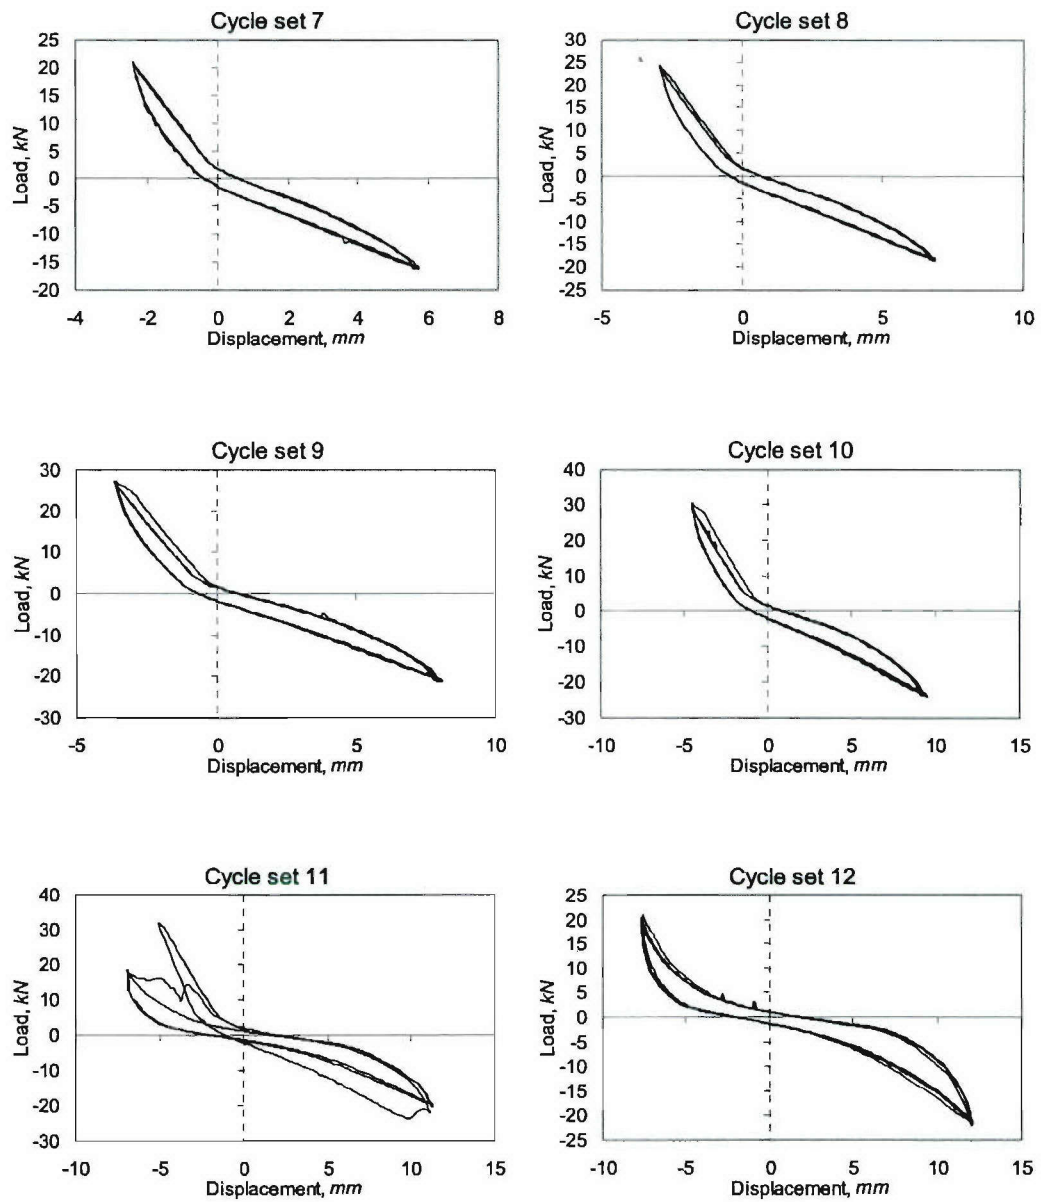 Cycle set 7
25
20
15
10
5
0
-5
-10
-15
-20
Load, kN
-4 -2 0 2 4 6 8
Displacement, mm
Cycle set 8
30
25
20
15
10
5
0
-5
-10
-15
-20
-25
Load, kN
-5 0 5 10
Displacement, mm
Cycle set 9
30
20
10
0
-10
-20
-30
Load, kN
-5 0 5 10
Displacement, mm
Cycle set 10
40
30
20
10
0
-10
-20
-30
Load, kN
-10 -5 0 5 10 15
Displacement, mm
Cycle set 11
40
30
20
10
0
-10
-20
-30
Load, kN
-10 -5 0 5 10 15
Displacement, mm
Cycle set 12
25
20
15
10
5
0
-5
-10
-15
-20
-25
Load, kN
-10 -5 0 5 10 15
Displacement, mm